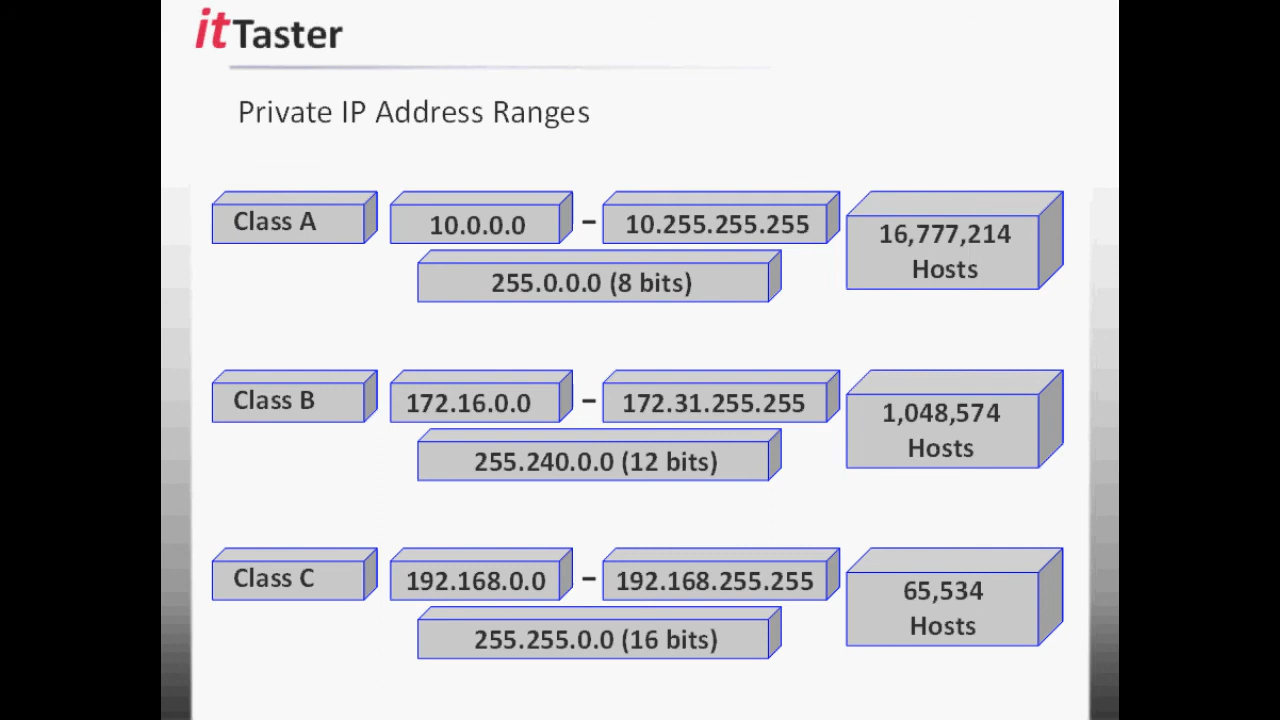 itTaster
Private IP Address Ranges
Class A 10.0.0.0 – 10.255.255.255 16,777,214
Hosts
255.0.0.0 (8 bits)
Class B 172.16.0.0 – 172.31.255.255 1,048,574
Hosts
255.240.0.0 (12 bits)
Class C 192.168.0.0 – 192.168.255.255 65,534
Hosts
255.255.0.0 (16 bits)